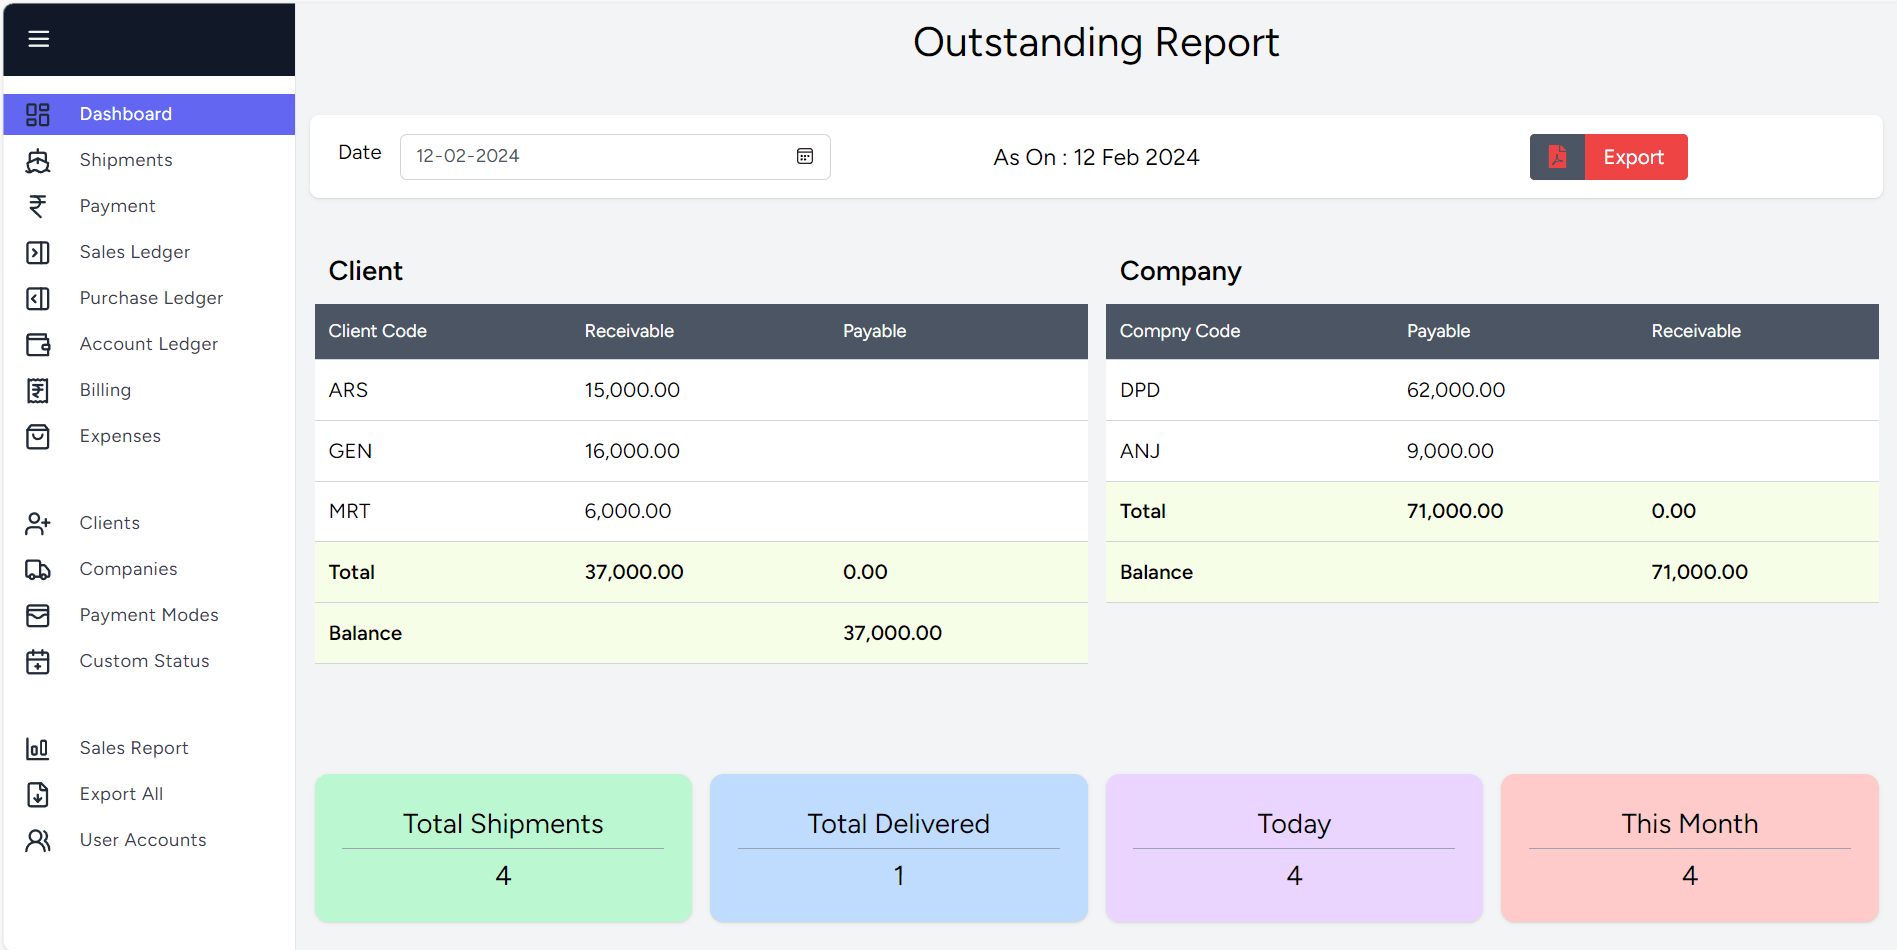 Outstanding Report
Dashboard
Shipments
Payment
Sales Ledger
Purchase Ledger
Account Ledger
Billing
Expenses
Clients
Companies
Payment Modes
Custom Status
Sales Report
Export All
User Accounts
Date 12-02-2024 As On : 12 Feb 2024 Export
Client
Client Code Receivable Payable
ARS 15,000.00
GEN 16,000.00
MRT 6,000.00
Total 37,000.00 0.00
Balance 37,000.00
Company
Compny Code Payable Receivable
DPD 62,000.00
ANJ 9,000.00
Total 71,000.00 0.00
Balance 71,000.00
Total Shipments
4
Total Delivered
1
Today
4
This Month
4